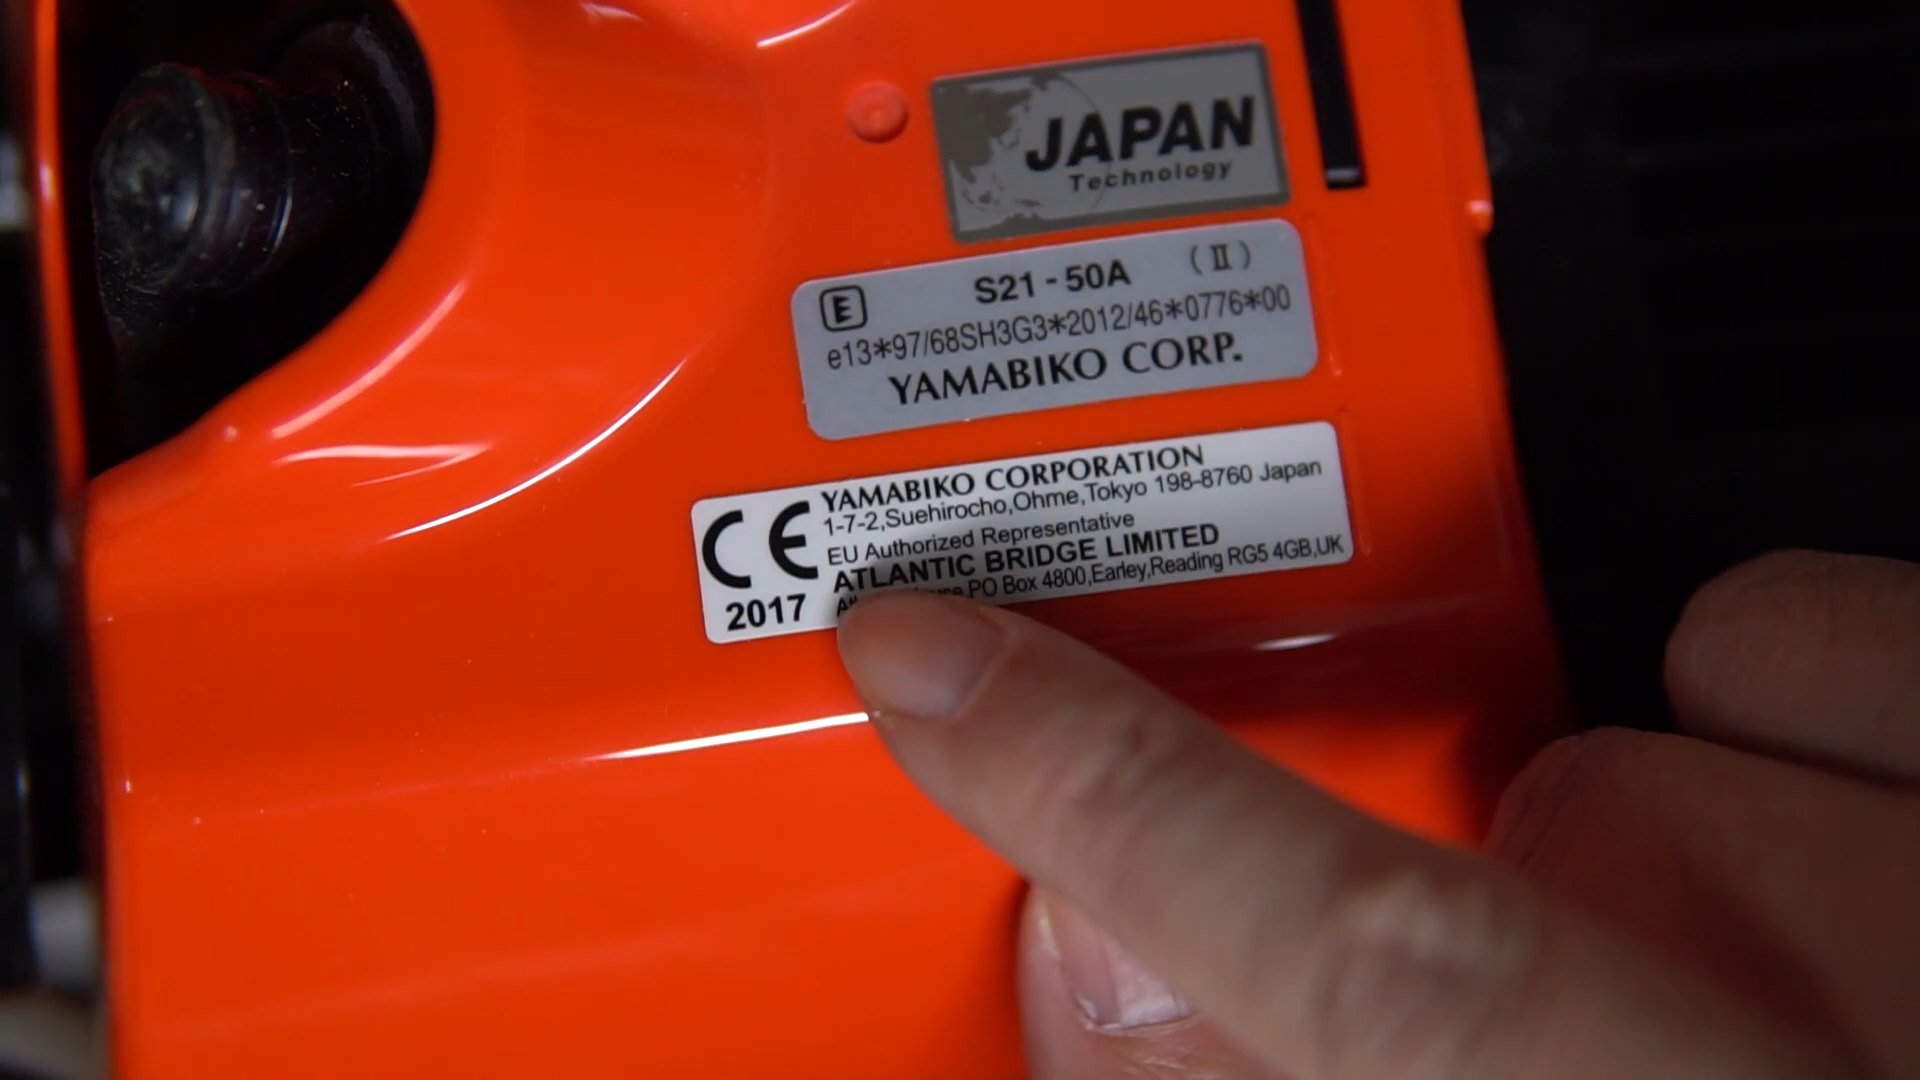 JAPAN
Technology
E S21-50A (II)
e13*97/68SH3G3*2012/46*0776*00
YAMABIKO CORP.
CE YAMABIKO CORPORATION
1-7-2,Suehirocho,Ohme,Tokyo 198-8760 Japan
EU Authorized Representative
ATLANTIC BRIDGE LIMITED
PO Box 4800,Earley,Reading RG5 4GB,UK
2017